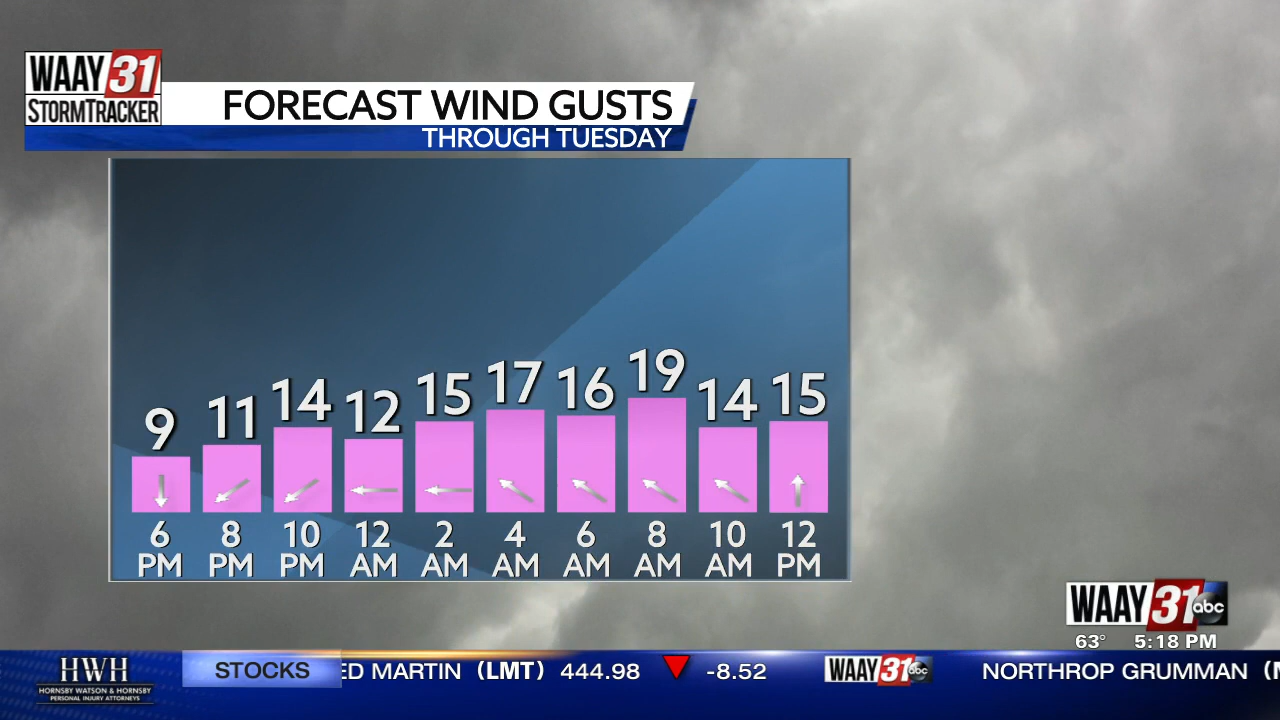 WAAY 31
STORMTRACKER
FORECAST WIND GUSTS
THROUGH TUESDAY
9 11 14 12 15 17 16 19 14 15
6 8 10 12 2 4 6 8 10 12
PM PM PM AM AM AM AM AM AM PM
WAAY 31 abc
63° 5:18 PM
HWH
HORNSBY WATSON & HORNSBY
PERSONAL INJURY ATTORNEYS
STOCKS ED MARTIN (LMT) 444.98 -8.52 WAAY 31 abc NORTHROP GRUMMAN (